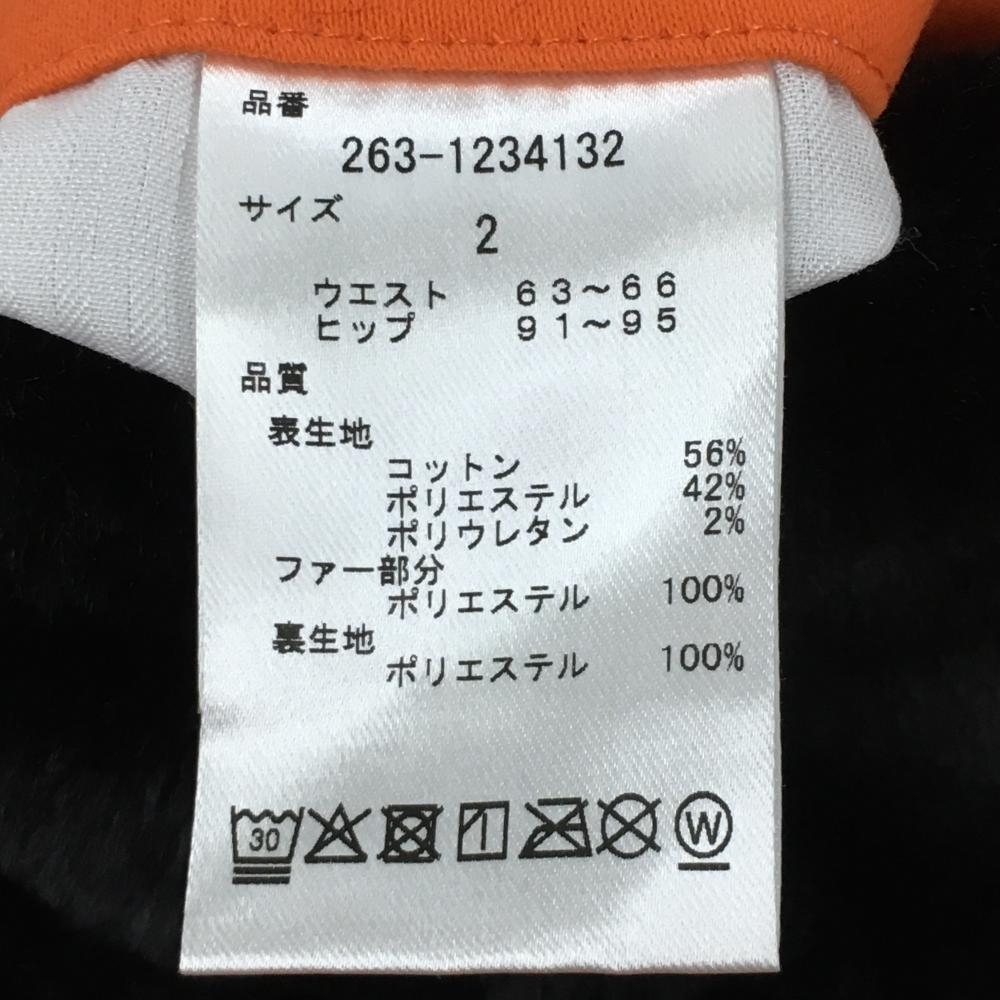 品番
263-1234132
サイズ
2
ウエスト 63～66
ヒップ 91～95
品質
表生地
コットン 56%
ポリエステル 42%
ポリウレタン 2%
ファー部分
ポリエステル 100%
裏生地
ポリエステル 100%
30 W